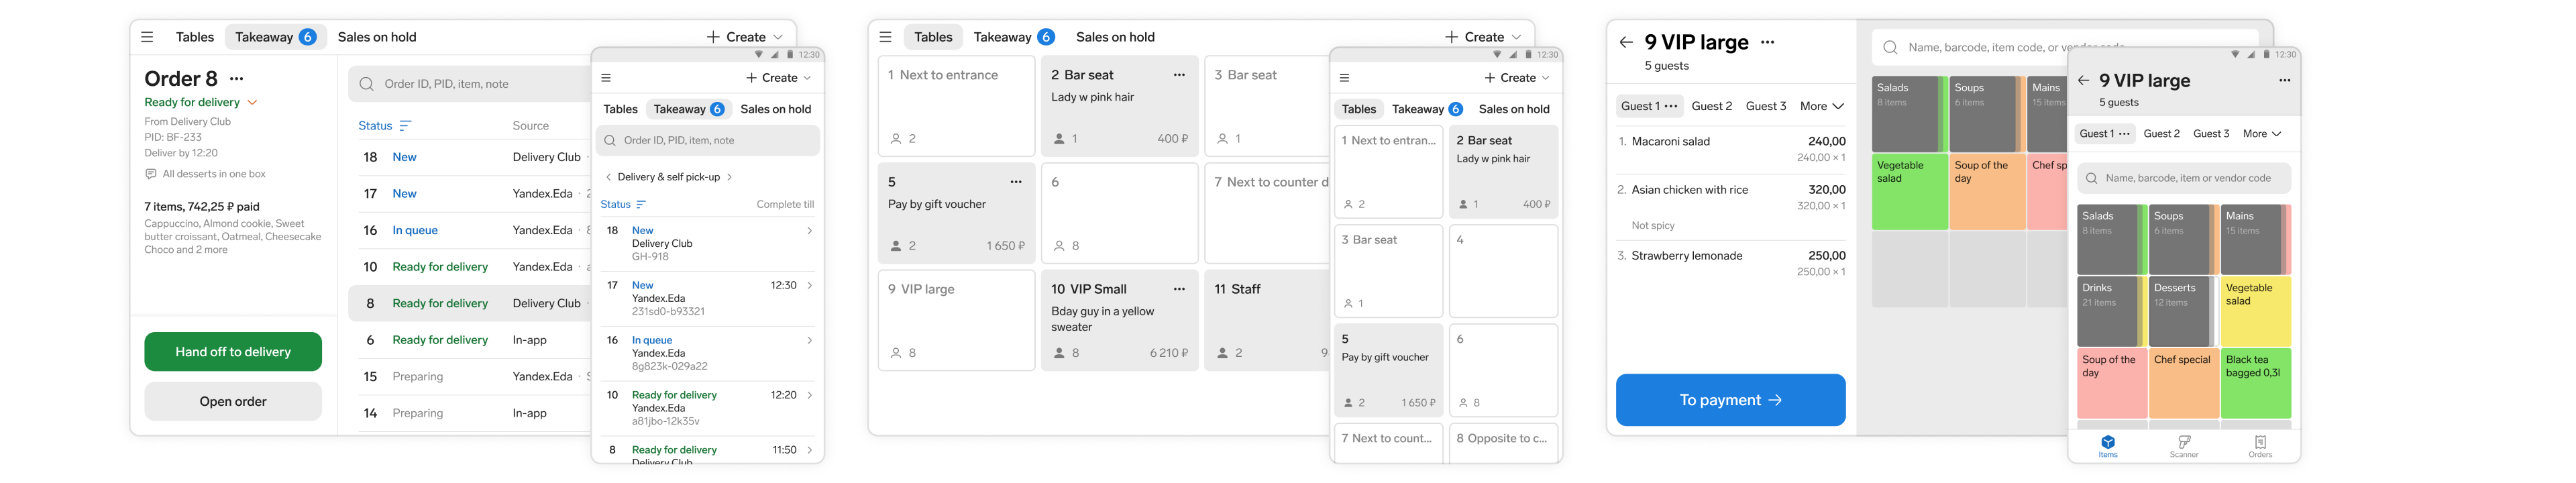 Tables Takeaway 6 Sales on hold + Create
Order 8 ···
Ready for delivery
From Delivery Club
PID: BF-233
Deliver by 12:20
All desserts in one box
7 items, 742,25 ₽ paid
Cappuccino, Almond cookie, Sweet
butter croissant, Oatmeal, Cheesecake
Choco and 2 more
Hand off to delivery
Open order
Order ID, PID, item, note
Status Source
18 New Delivery Club ·
17 New Yandex.Eda · 2
16 In queue Yandex.Eda · 8
10 Ready for delivery Yandex.Eda · a
8 Ready for delivery Delivery Club ·
6 Ready for delivery In-app
15 Preparing Yandex.Eda ·
14 Preparing In-app
12:30
+ Create
Tables Takeaway 6 Sales on hold
Order ID, PID, item, note
Delivery & self pick-up
Status Complete till
18 New
Delivery Club
GH-918
17 New 12:30
Yandex.Eda
231sd0-b93321
16 In queue
Yandex.Eda
8g823k-029a22
10 Ready for delivery 12:20
Yandex.Eda
a81jbo-12k35v
8 Ready for delivery 11:50
Delivery Club
Tables Takeaway 6 Sales on hold + Create
1 Next to entrance
2
2 Bar seat ···
Lady w pink hair
1 400 ₽
3 Bar seat
1
5 ···
Pay by gift voucher
2 1 650 ₽
6
8
7 Next to counter d
9 VIP large
8
10 VIP Small ···
Bday guy in a yellow
sweater
8 6 210 ₽
11 Staff
2 9
12:30
+ Create
Tables Takeaway 6 Sales on hold
1 Next to entran...
2
2 Bar seat
Lady w pink hair
1 400 ₽
3 Bar seat
1
4
5
Pay by gift voucher
2 1 650 ₽
6
8
7 Next to count...
8 Opposite to c...
9 VIP large ···
5 guests
Guest 1 ··· Guest 2 Guest 3 More
1. Macaroni salad 240,00
240,00 × 1
2. Asian chicken with rice 320,00
320,00 × 1
Not spicy
3. Strawberry lemonade 250,00
250,00 × 1
To payment →
Name, barcode, item code, or vendor code
Salads
8 items
Soups
6 items
Mains
15 items
Vegetable
salad
Soup of the
day
Chef sp
12:30
9 VIP large ···
5 guests
Guest 1 ··· Guest 2 Guest 3 More
Name, barcode, item or vendor code
Salads
8 items
Soups
6 items
Mains
15 items
Drinks
21 items
Desserts
12 items
Vegetable
salad
Soup of the
day
Chef special
Black tea
bagged 0,3l
Items Scanner Orders